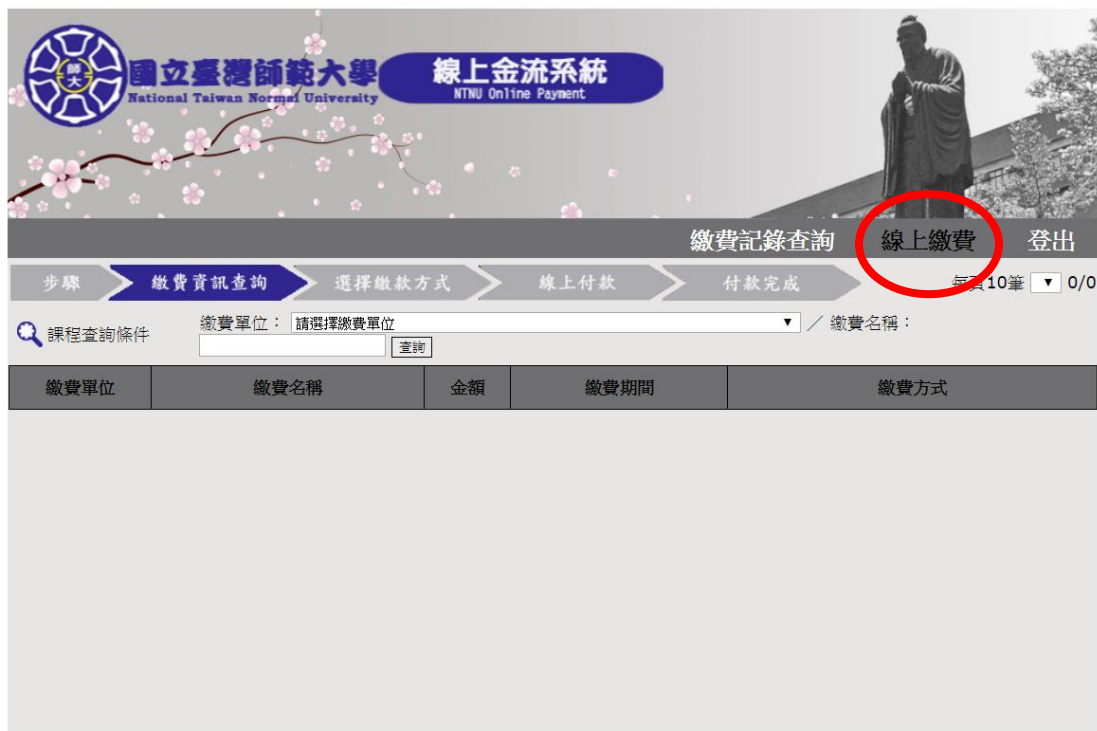 師大
國立臺灣師範大學
National Taiwan Normal University
線上金流系統
NTNU Online Payment
繳費記錄查詢 線上繳費 登出
步驟 繳費資訊查詢 選擇繳款方式 線上付款 付款完成 每頁10筆 ▼ 0/0
課程查詢條件 繳費單位: 請選擇繳費單位 ▼ / 繳費名稱:
查詢
繳費單位 繳費名稱 金額 繳費期間 繳費方式